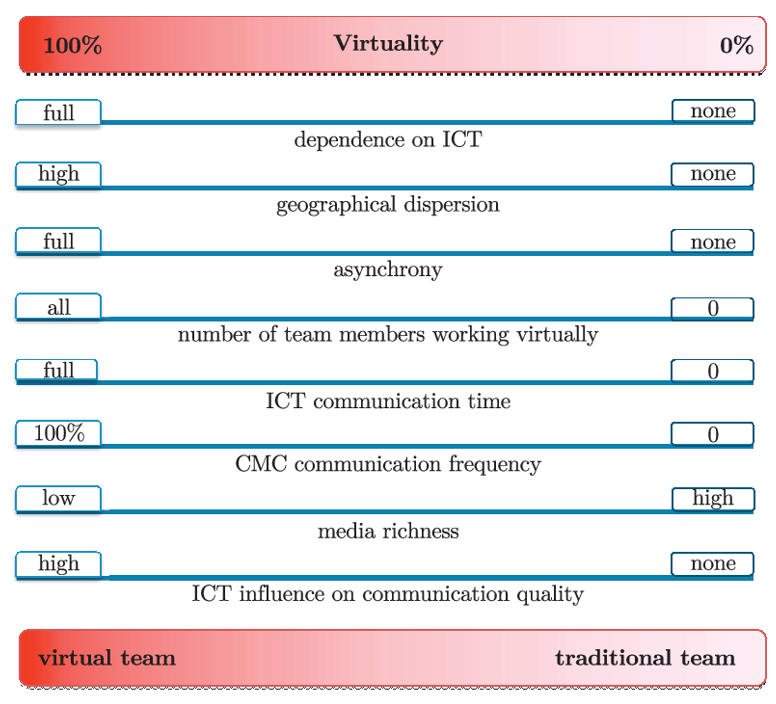 100% Virtuality 0%
full none
dependence on ICT
high none
geographical dispersion
full none
asynchrony
all 0
number of team members working virtually
full 0
ICT communication time
100% 0
CMC communication frequency
low high
media richness
high none
ICT influence on communication quality
virtual team traditional team